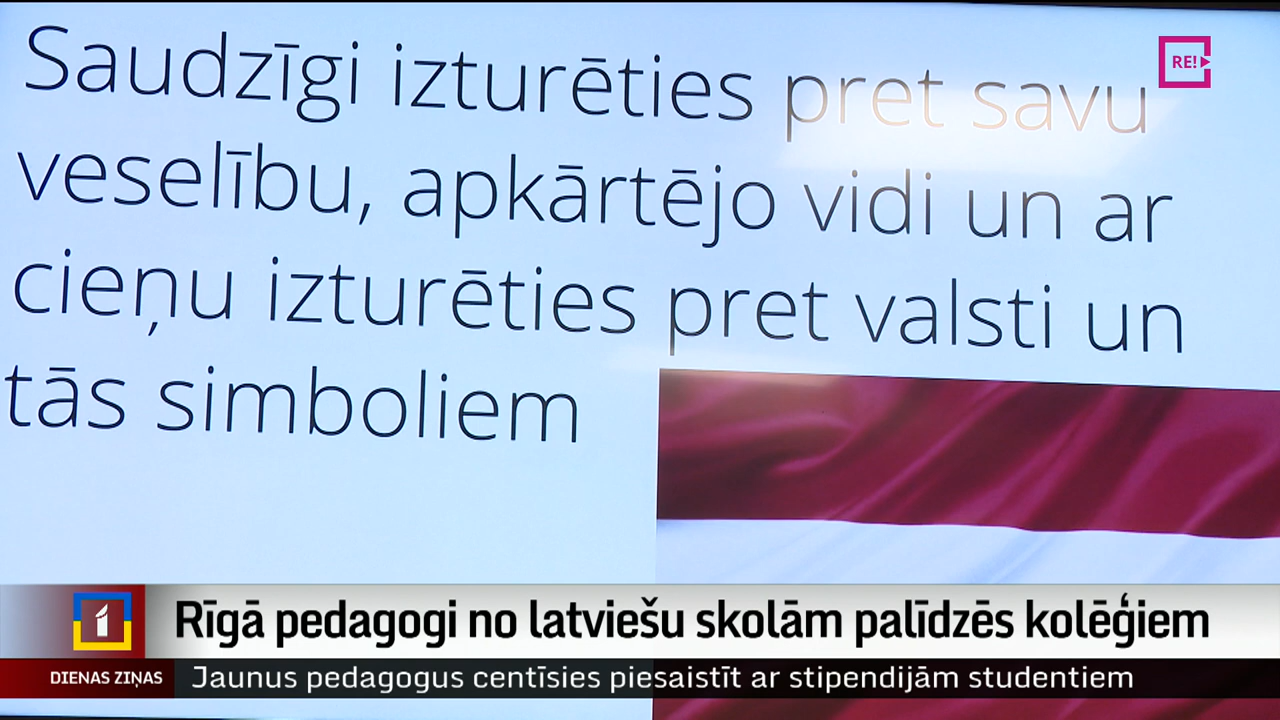 Saudzīgi izturēties pret savu
veselību, apkārtējo vidi un ar
cieņu izturēties pret valsti un
tās simboliem
RE!
1
Rīgā pedagogi no latviešu skolām palīdzēs kolēģiem
DIENAS ZIŅAS
Jaunus pedagogus centīsies piesaistīt ar stipendijām studentiem